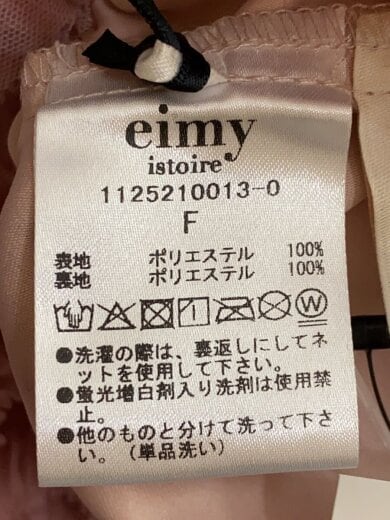 eimy
istoire
1125210013-0
F
表地 ポリエステル 100%
裏地 ポリエステル 100%
W
●洗濯の際は、裏返しにしてネ
ットを使用して下さい。
●蛍光増白剤入り洗剤は使用禁
止。
●他のものと分けて洗って下さ
い。(単品洗い)